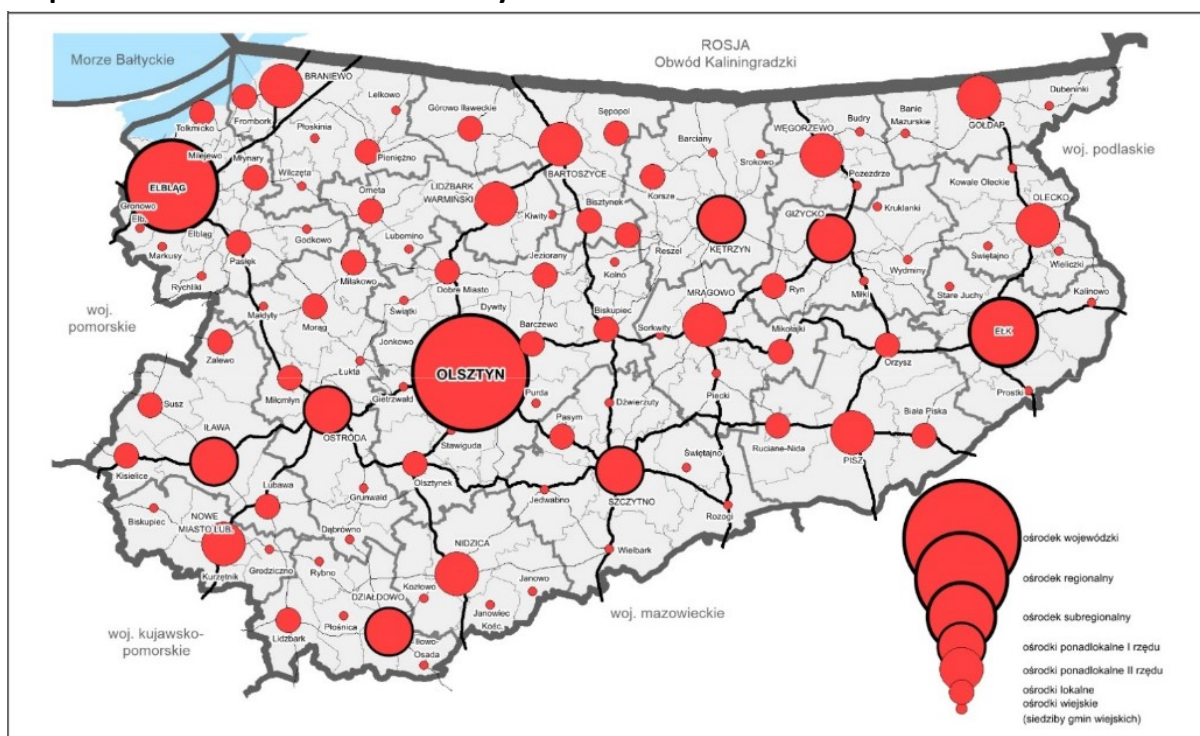 Morze Bałtyckie
ROSJA
Obwód Kaliningradzki
BRANIEWO
Lelkowo
Górowo Iławeckie
Sępopol
Dubeninki
Banie
Mazurskie
GOŁDAP
Budry
WĘGORZEWO
Tolkmicko
Frombork
Płoskinia
Pieniężno
BARTOSZYCE
Barciany
Srokowo
woj. podlaskie
Milejewo
Młynary
Wilczęta
Orneta
LIDZBARK
WARMIŃSKI
Kiwity
Bisztynek
Korsze
Pozezdrze
Kruklanki
Kowale Oleckie
OLECKO
ELBLĄG
Gronowo
Elbl.
Elbląg
Markusy
Pasłęk
Godkowo
Lubomino
Jeziorany
Reszel
KĘTRZYN
GIŻYCKO
Świętajno
Wieliczki
Rychliki
Miłakowo
Dobre Miasto
Kolno
Wydminy
Stare Juchy
Kalinowo
woj.
pomorskie
Małdyty
Morąg
Świątki
Dywity
Barczewo
Biskupiec
MRĄGOWO
Sorkwity
Ryn
Miłki
Mikołajki
EŁK
Zalewo
Jonkowo
OLSZTYN
Orzysz
Łukta
Susz
Miłomłyn
Gietrzwałd
Purda
Dźwierzuty
Piecki
Prostki
IŁAWA
OSTRÓDA
Stawiguda
Pasym
Ruciane-Nida
PISZ
Biała Piska
Kisielice
Lubawa
Grunwald
Olsztynek
Jedwabno
SZCZYTNO
Świętajno
Rozogi
Biskupiec
NOWE
MIASTO LUB.
Dąbrówno
NIDZICA
Wielbark
Kurzętnik
Grodziczno
Rybno
Kozłowo
Janowo
Janowiec
Kośc.
DZIAŁDOWO
Lidzbark
Płośnica
Iłowo-
Osada
woj. mazowieckie
woj. kujawsko-
pomorskie
ośrodek wojewódzki
ośrodek regionalny
ośrodek subregionalny
ośrodki ponadlokalne I rzędu
ośrodki ponadlokalne II rzędu
ośrodki lokalne
ośrodki wiejskie
(siedziby gmin wiejskich)